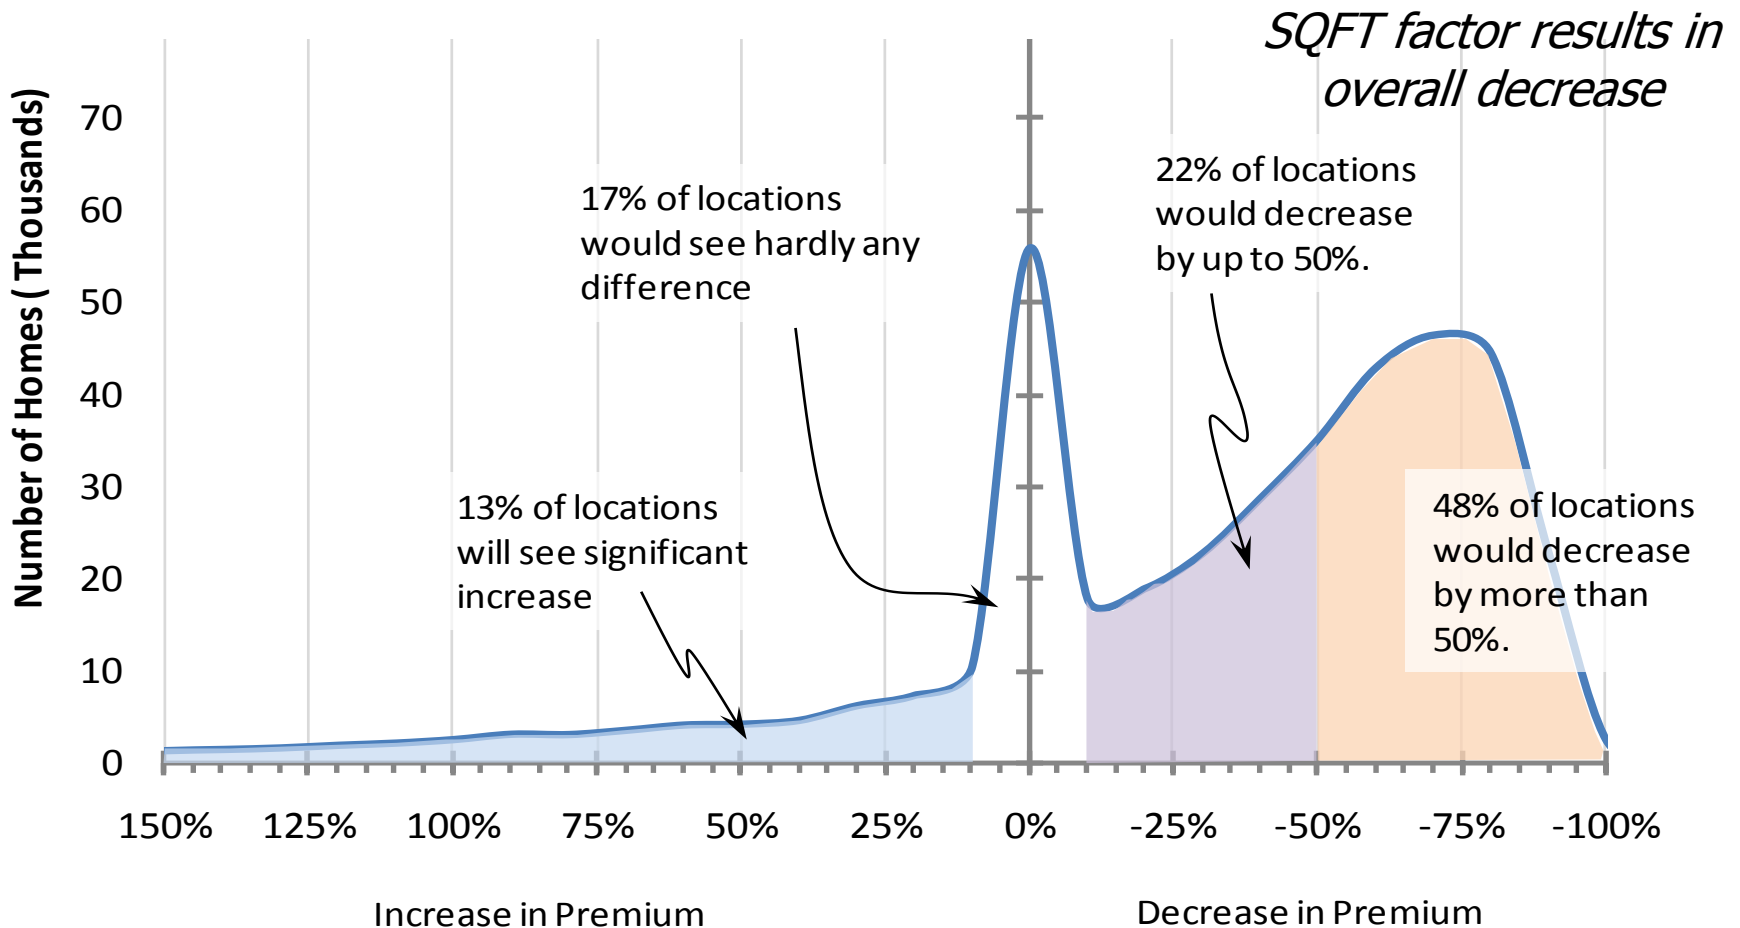 SQFT factor results in
overall decrease
Number of Homes ( Thousands)
70
60
50
40
30
20
10
0
17% of locations
would see hardly any
difference
22% of locations
would decrease
by up to 50%.
13% of locations
will see significant
increase
48% of locations
would decrease
by more than
50%.
150% 125% 100% 75% 50% 25% 0% -25% -50% -75% -100%
Increase in Premium Decrease in Premium